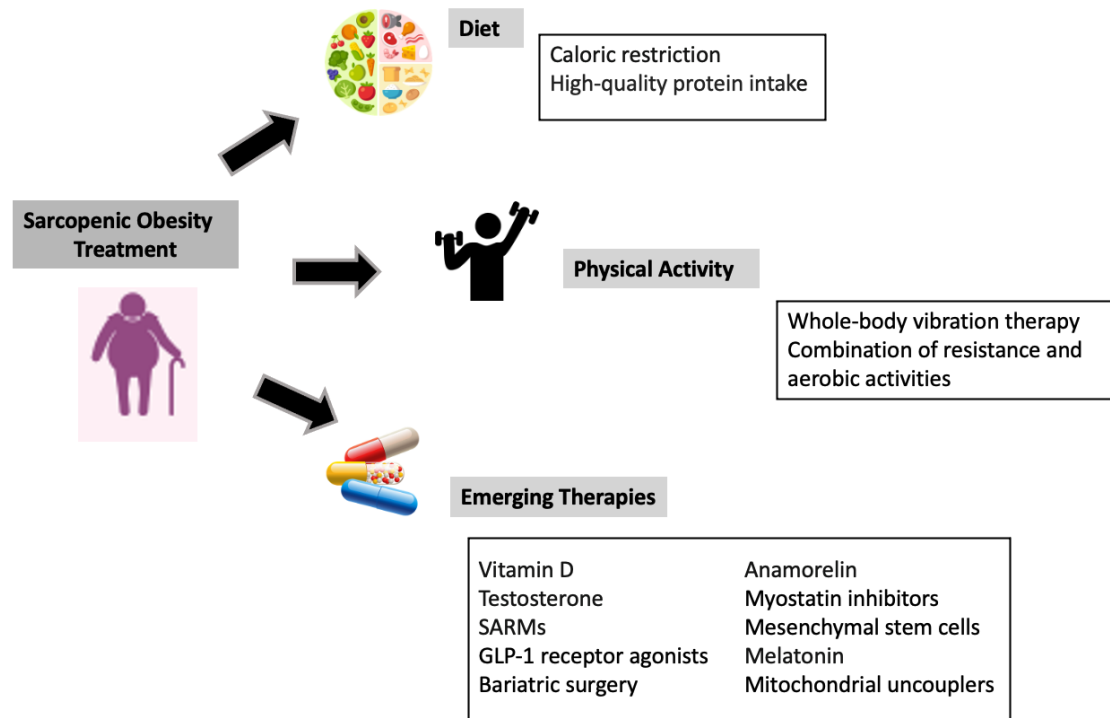 Diet
Caloric restriction
High-quality protein intake
Sarcopenic Obesity
Treatment
Physical Activity
Whole-body vibration therapy
Combination of resistance and
aerobic activities
Emerging Therapies
Vitamin D
Testosterone
SARMs
GLP-1 receptor agonists
Bariatric surgery
Anamorelin
Myostatin inhibitors
Mesenchymal stem cells
Melatonin
Mitochondrial uncouplers